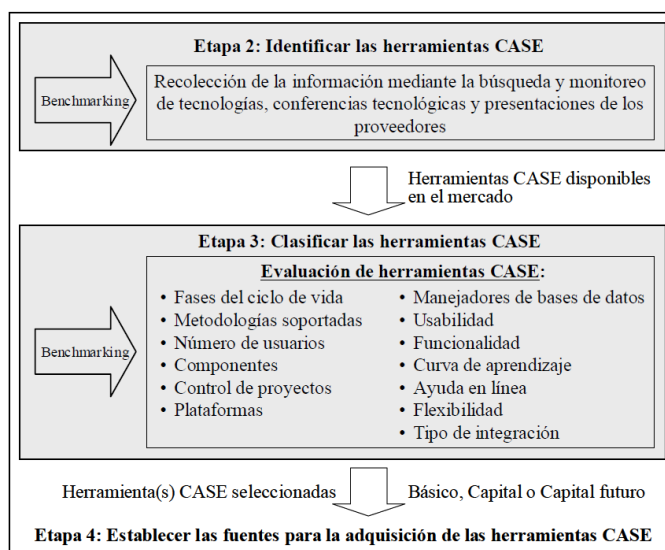 Etapa 2: Identificar las herramientas CASE
Benchmarking
Recolección de la información mediante la búsqueda y monitoreo
de tecnologías, conferencias tecnológicas y presentaciones de los
proveedores
Herramientas CASE disponibles
en el mercado
Etapa 3: Clasificar las herramientas CASE
Benchmarking
Evaluación de herramientas CASE:
• Fases del ciclo de vida
• Metodologías soportadas
• Número de usuarios
• Componentes
• Control de proyectos
• Plataformas
• Manejadores de bases de datos
• Usabilidad
• Funcionalidad
• Curva de aprendizaje
• Ayuda en línea
• Flexibilidad
• Tipo de integración
Herramienta(s) CASE seleccionadas
Básico, Capital o Capital futuro
Etapa 4: Establecer las fuentes para la adquisición de las herramientas CASE